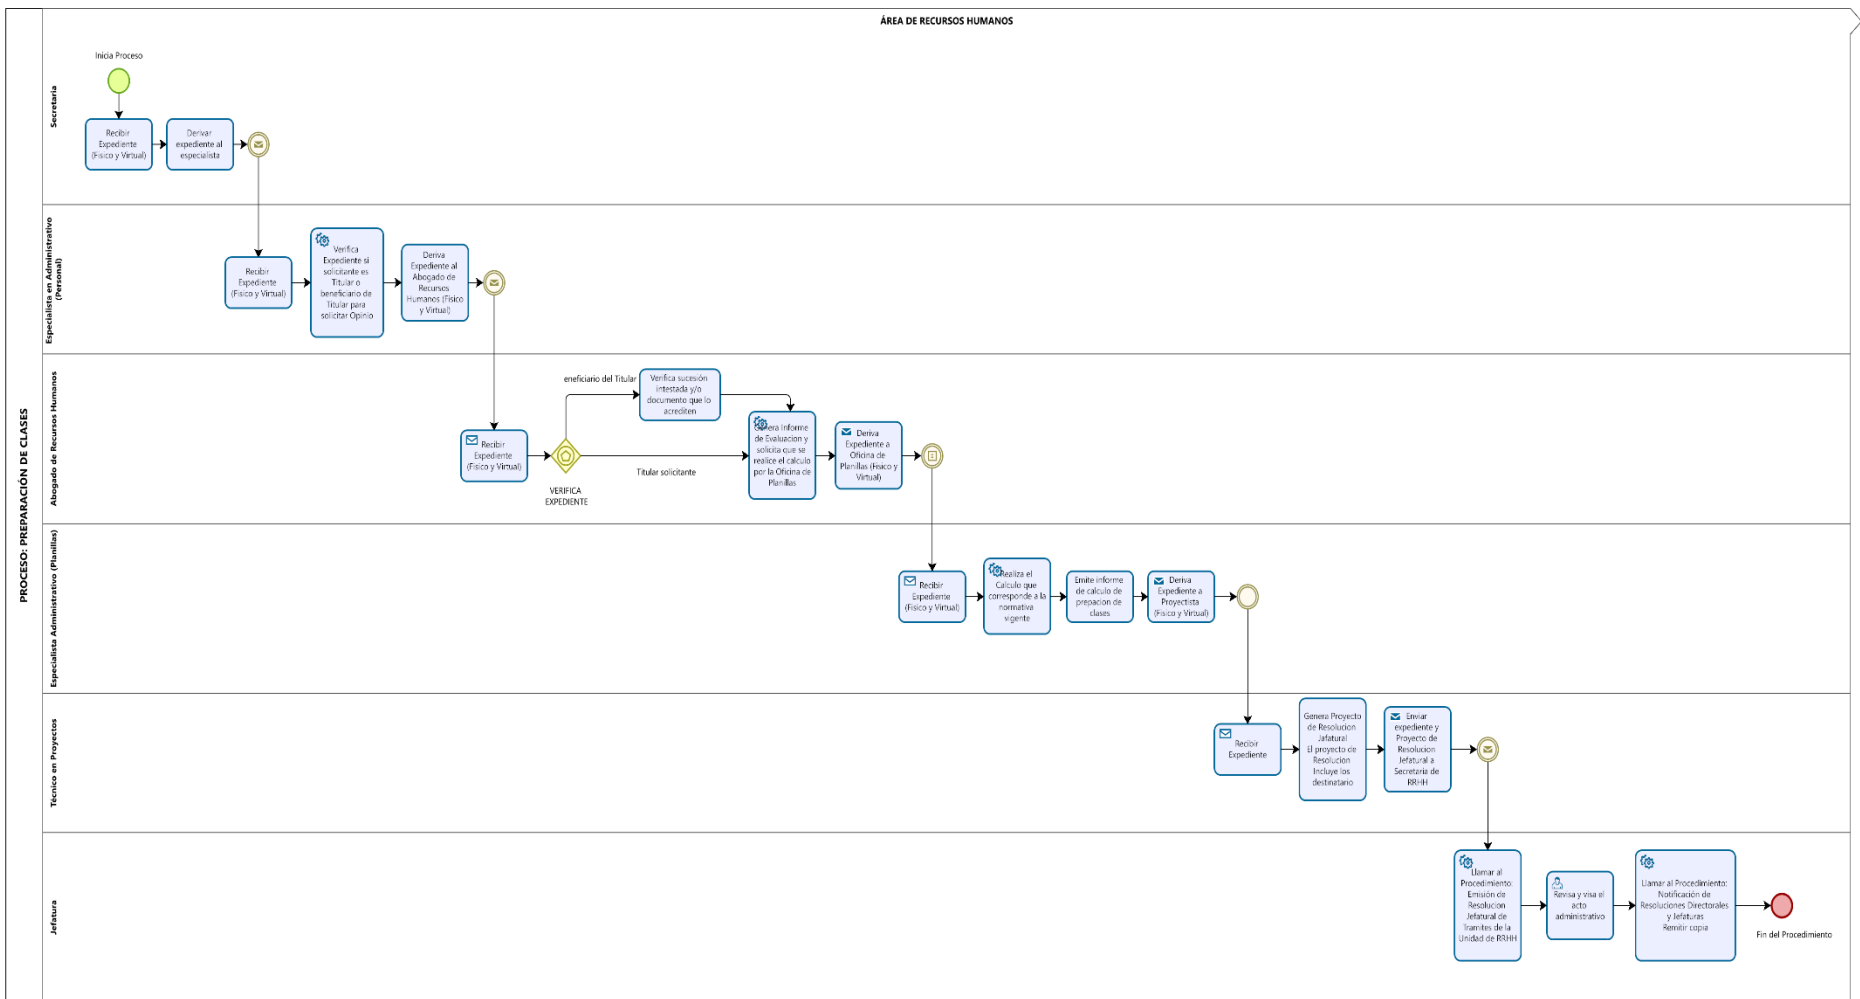 ÁREA DE RECURSOS HUMANOS
PROCESO: PREPARACIÓN DE CLASES
Secretaria
Inicia Proceso
Recibir
Expediente
(Fisico y Virtual)
Derivar
expediente al
especialista
Especialista en Administrativo
(Personal)
Recibir
Expediente
(Fisico y Virtual)
Verifica
Expediente si
solicitante es
Titular o
beneficiario de
Titular para
solicitar Opinio
Deriva
Expediente al
Abogado de
Recursos
Humanos (Fisico
y Virtual)
Abogado de Recursos Humanos
Recibir
Expediente
(Fisico y Virtual)
VERIFICA
EXPEDIENTE
eneficiario del Titular
Titular solicitante
Verifica sucesión
intestada y/o
documento que lo
acrediten
Genera Informe
de Evaluacion y
solicita que se
realice el calculo
por la Oficina de
Planillas
Deriva
Expediente a
Oficina de
Planillas (Fisico y
Virtual)
Especialista Administrativo (Planillas)
Recibir
Expediente
(Fisico y Virtual)
Realiza el
Calculo que
corresponde a la
normativa
vigente
Emite informe
de calculo de
prepacion de
clases
Deriva
Expediente a
Proyectista
(Fisico y Virtual)
Técnico en Proyectos
Recibir
Expediente
Genera Proyecto
de Resolucion
Jafatural
El proyecto de
Resolucion
Incluye los
destinatario
Enviar
expediente y
Proyecto de
Resolucion
Jefatural a
Secretaria de
RRHH
Jefatura
Llamar al
Procedimiento:
Emisión de
Resolucion
Jefatural de
Tramites de la
Unidad de RRHH
Revisa y visa el
acto
administrativo
Llamar al Procedimiento:
Notificación de
Resoluciones Directorales
y Jefaturas
Remitir copia
Fin del Procedimiento